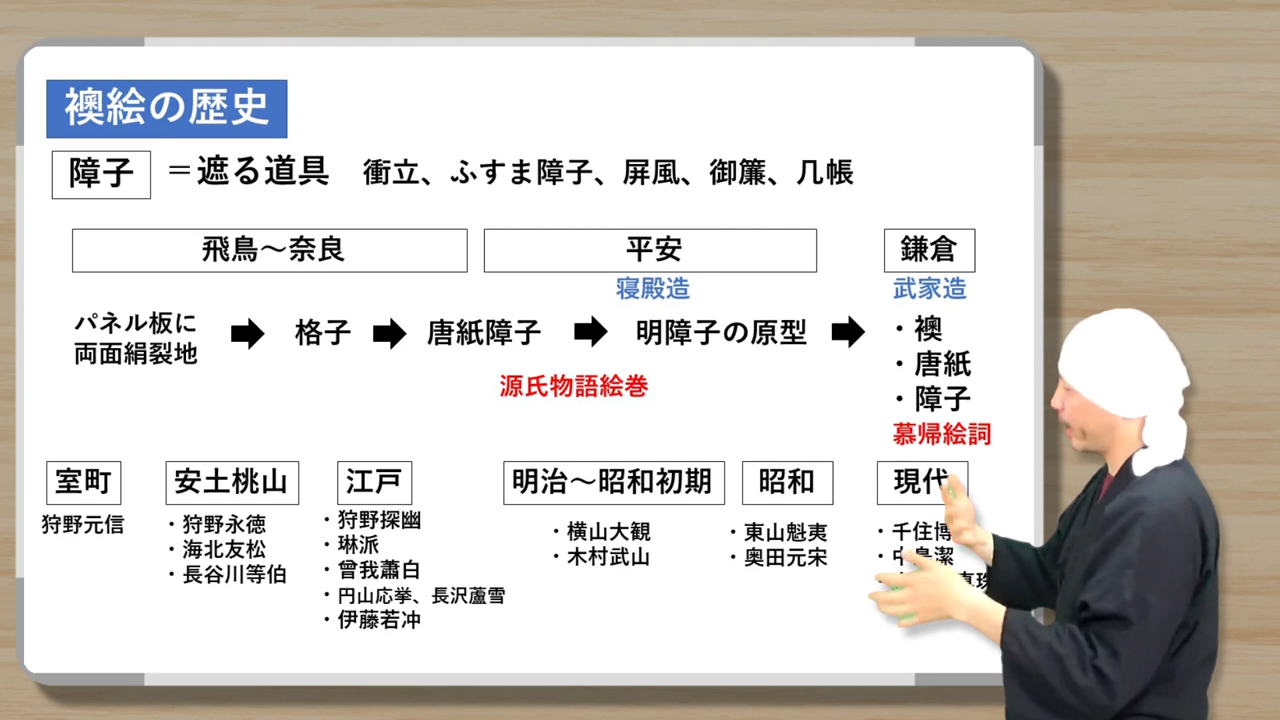 襖絵の歴史
障子 ＝遮る道具 衝立、ふすま障子、屏風、御簾、几帳
飛鳥～奈良 平安 鎌倉
寝殿造 武家造
パネル板に
両面絹裂地
格子 唐紙障子 明障子の原型
・襖
・唐紙
・障子
源氏物語絵巻
慕帰絵詞
室町
狩野元信
安土桃山
・狩野永徳
・海北友松
・長谷川等伯
江戸
・狩野探幽
・琳派
・曾我蕭白
・円山応挙、長沢蘆雪
・伊藤若冲
明治～昭和初期
・横山大観
・木村武山
昭和
・東山魁夷
・奥田元宋
現代
・千住博